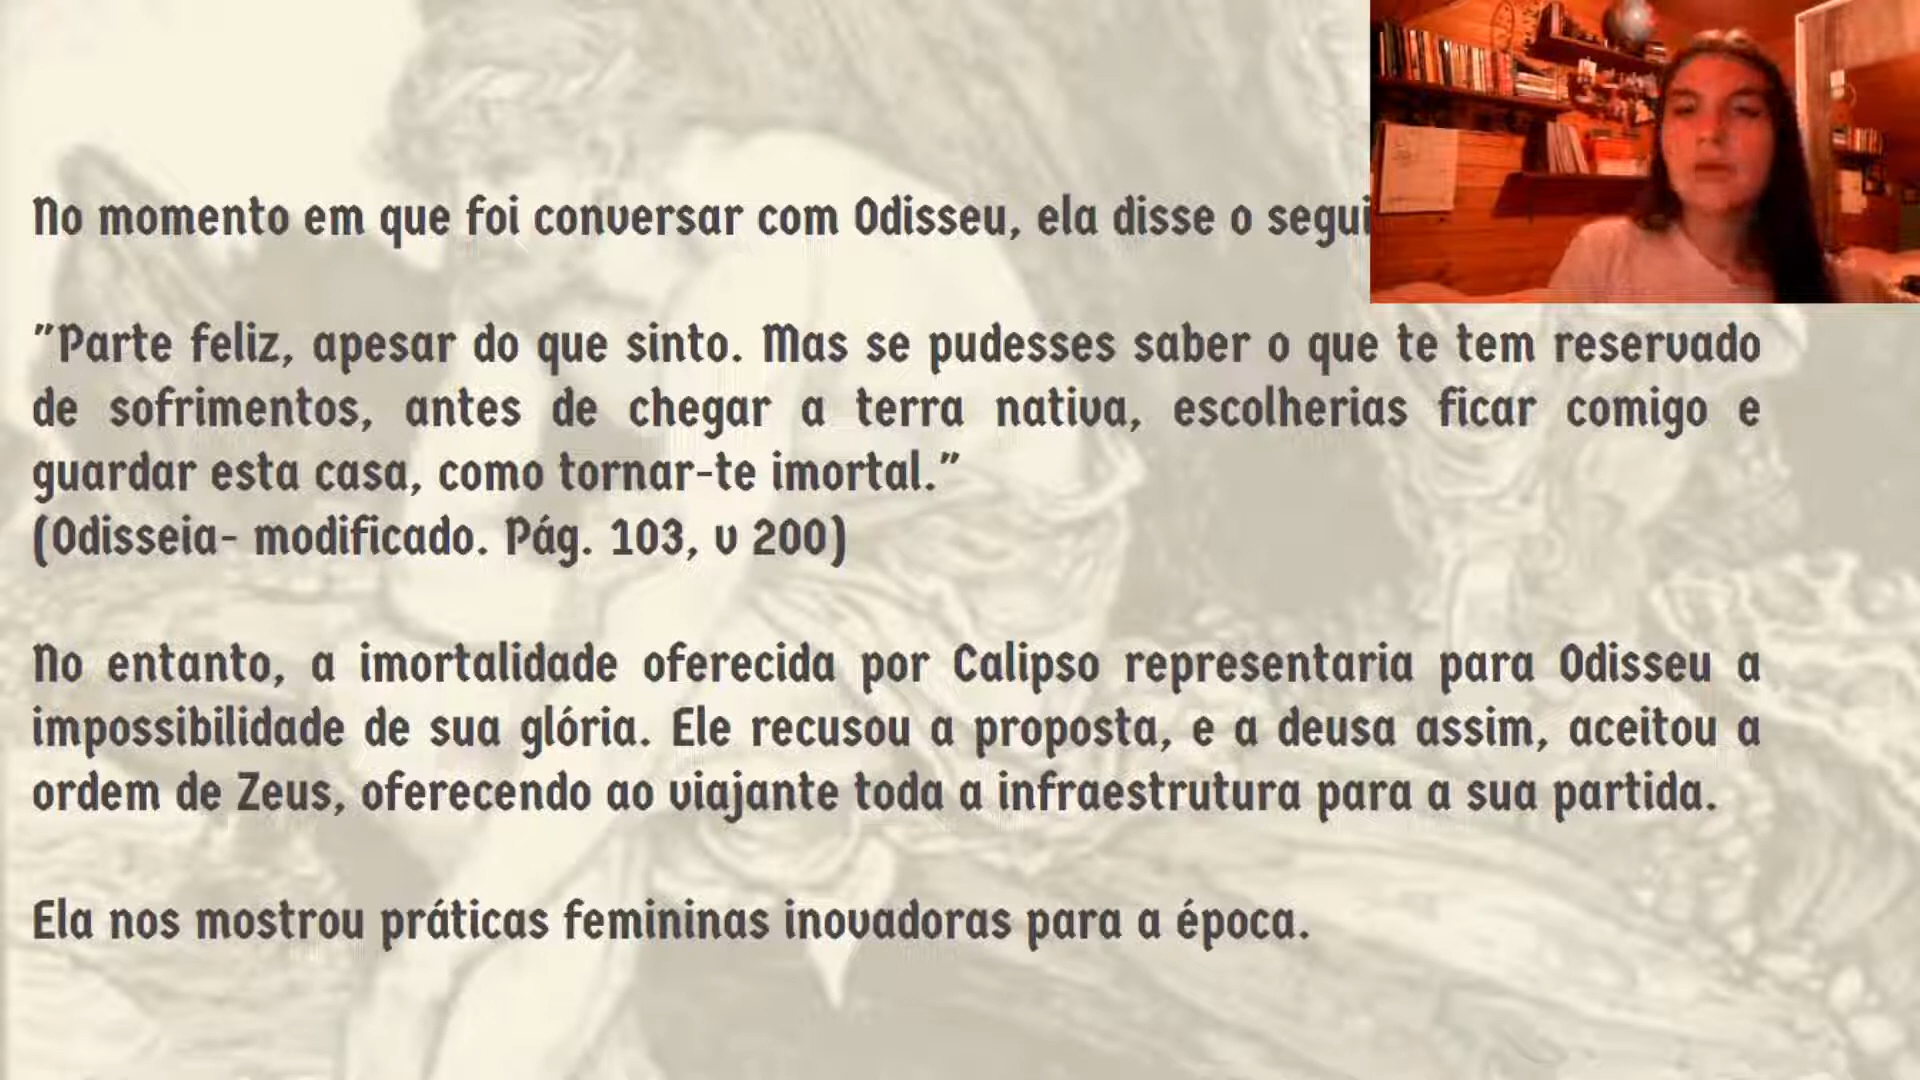 No momento em que foi conversar com Odisseu, ela disse o
"Parte feliz, apesar do que sinto. Mas se pudesses saber o que te tem reservado
de sofrimentos, antes de chegar a terra nativa, escolherias ficar comigo e
guardar esta casa, como tornar-te imortal."
(Odisseia- modificado. Pág. 103, v 200)
No entanto, a imortalidade oferecida por Calipso representaria para Odisseu a
impossibilidade de sua glória. Ele recusou a proposta, e a deusa assim, aceitou a
ordem de Zeus, oferecendo ao viajante toda a infraestrutura para a sua partida.
Ela nos mostrou práticas femininas inovadoras para a época.